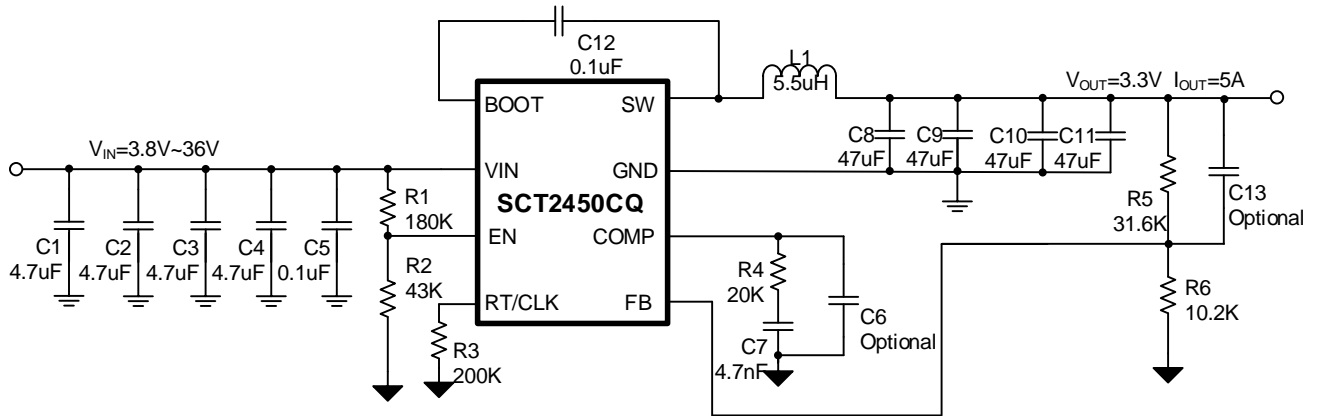 C12
0.1uF
L1
5.5uH
VOUT=3.3V IOUT=5A
BOOT
SW
VIN=3.8V~36V
VIN
GND
SCT2450CQ
EN
COMP
RT/CLK
FB
C1
4.7uF
C2
4.7uF
C3
4.7uF
C4
4.7uF
C5
0.1uF
R1
180K
R2
43K
R3
200K
R4
20K
C7
4.7nF
C6
Optional
C8
47uF
C9
47uF
C10
47uF
C11
47uF
R5
31.6K
C13
Optional
R6
10.2K